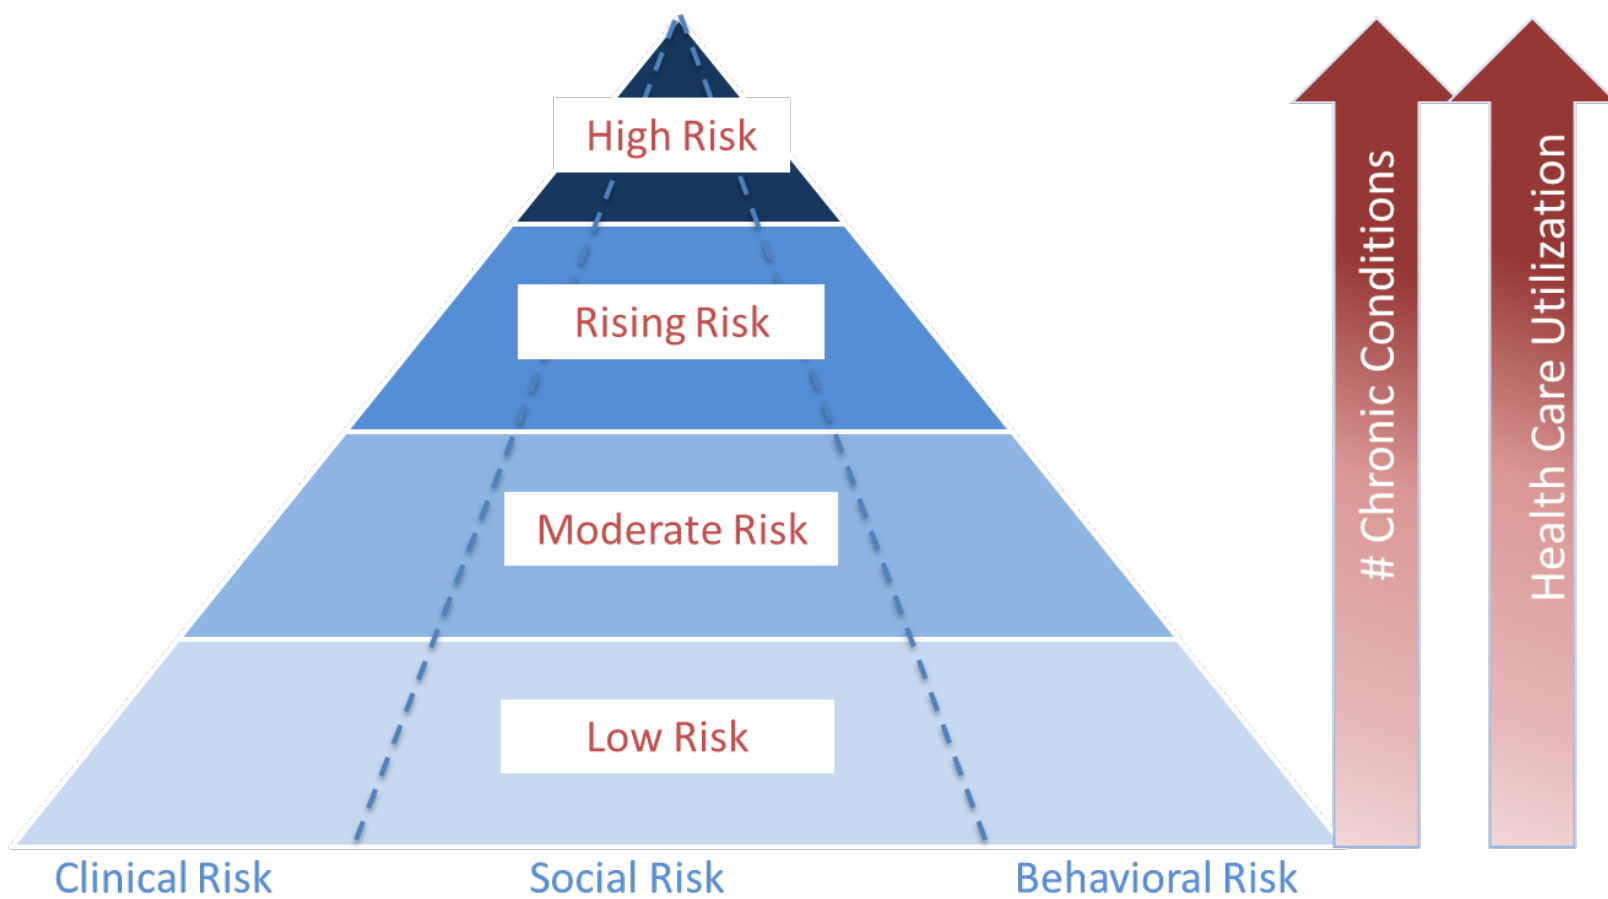 High Risk
Rising Risk
Moderate Risk
Low Risk
Clinical Risk
Social Risk
Behavioral Risk
# Chronic Conditions
Health Care Utilization